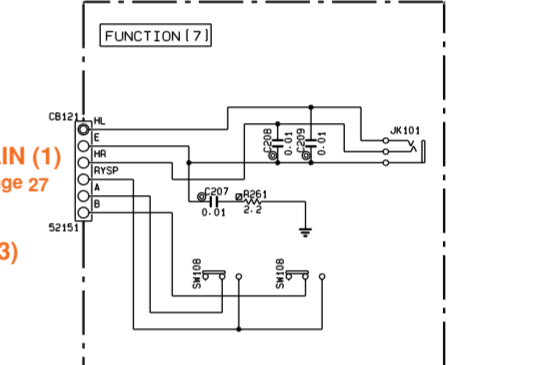 FUNCTION(7)
CB121
HL
E
HR
RYSP
A
B
52151
AIN (1)
ge 27
3)
C208
0.01
C209
0.01
JK101
C207
0.01
R261
2.2
SW108
SW108